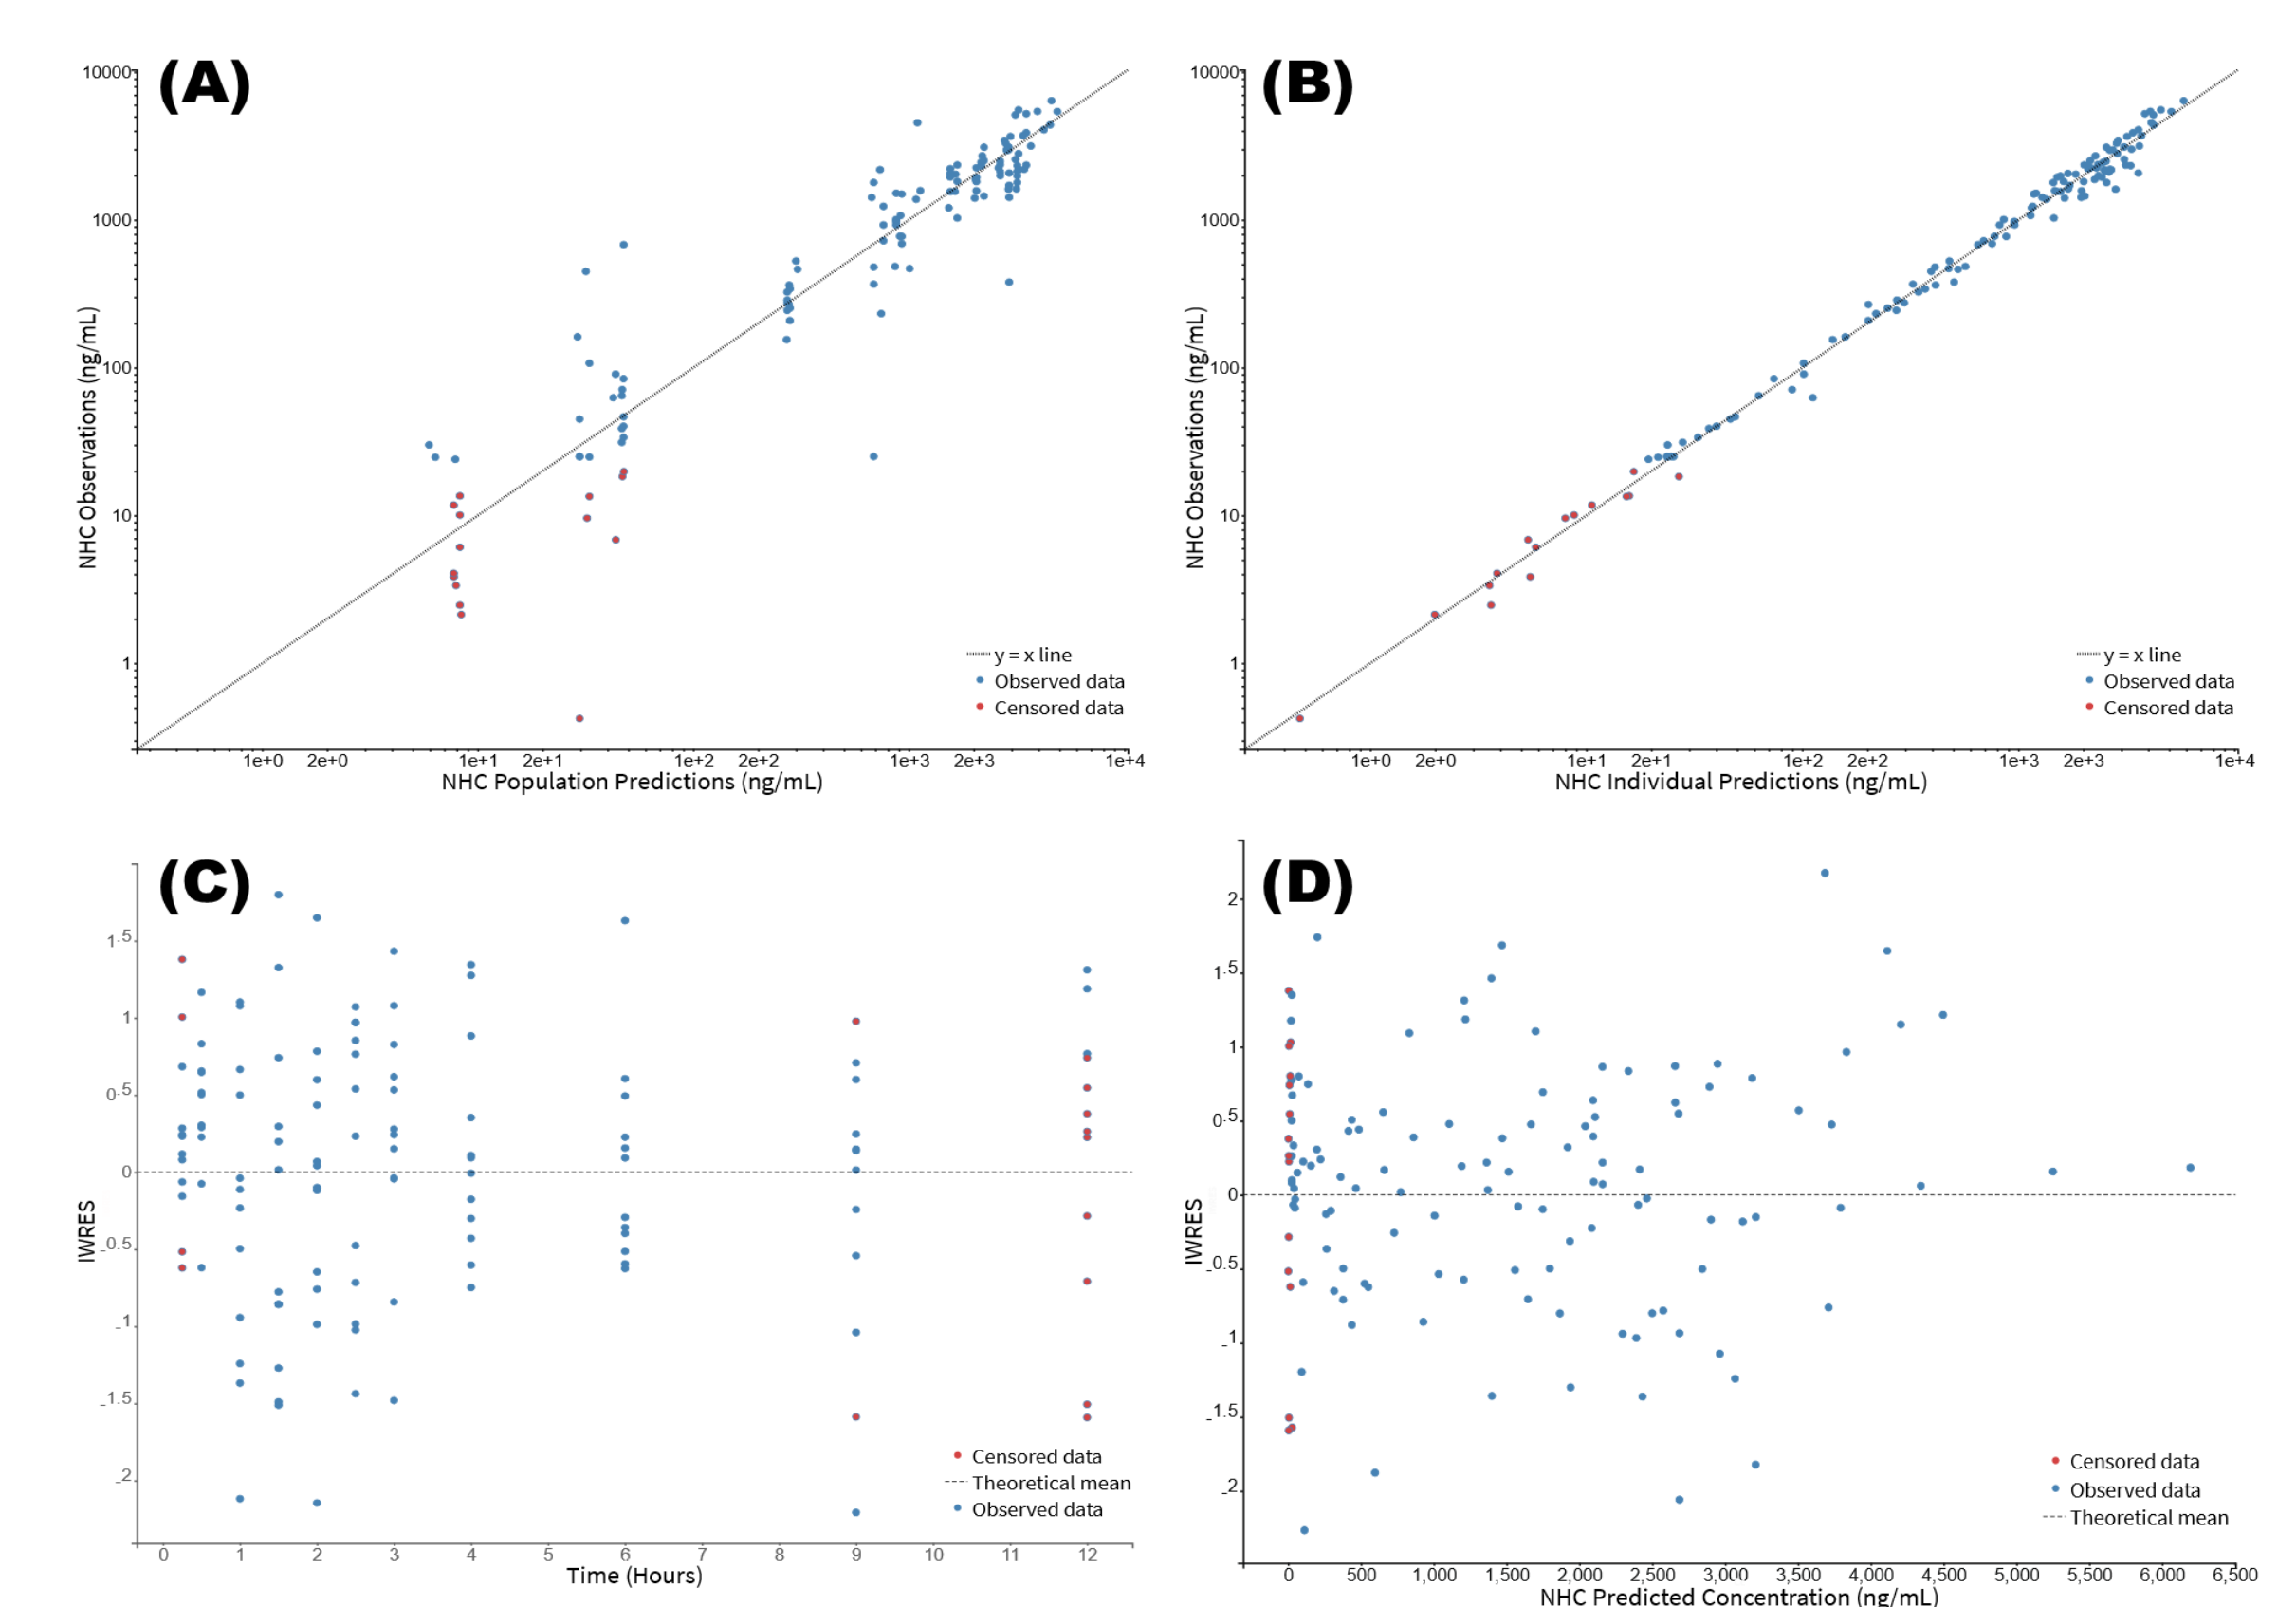 (A)
10000
1000
100
10
1
NHC Observations (ng/mL)
y = x line
Observed data
Censored data
1e+0 2e+0 1e+1 2e+1 1e+2 2e+2 1e+3 2e+3 1e+4
NHC Population Predictions (ng/mL)
(B)
10000
1000
100
10
1
NHC Observations (ng/mL)
y = x line
Observed data
Censored data
1e+0 2e+0 1e+1 2e+1 1e+2 2e+2 1e+3 2e+3 1e+4
NHC Individual Predictions (ng/mL)
(C)
1.5
1
0.5
0
-0.5
-1
-1.5
-2
IWRES
Censored data
Theoretical mean
Observed data
0 1 2 3 4 5 6 7 8 9 10 11 12
Time (Hours)
(D)
2
1.5
1
0.5
0
-0.5
-1
-1.5
-2
IWRES
Censored data
Observed data
Theoretical mean
0 500 1,000 1,500 2,000 2,500 3,000 3,500 4,000 4,500 5,000 5,500 6,000 6,500
NHC Predicted Concentration (ng/mL)